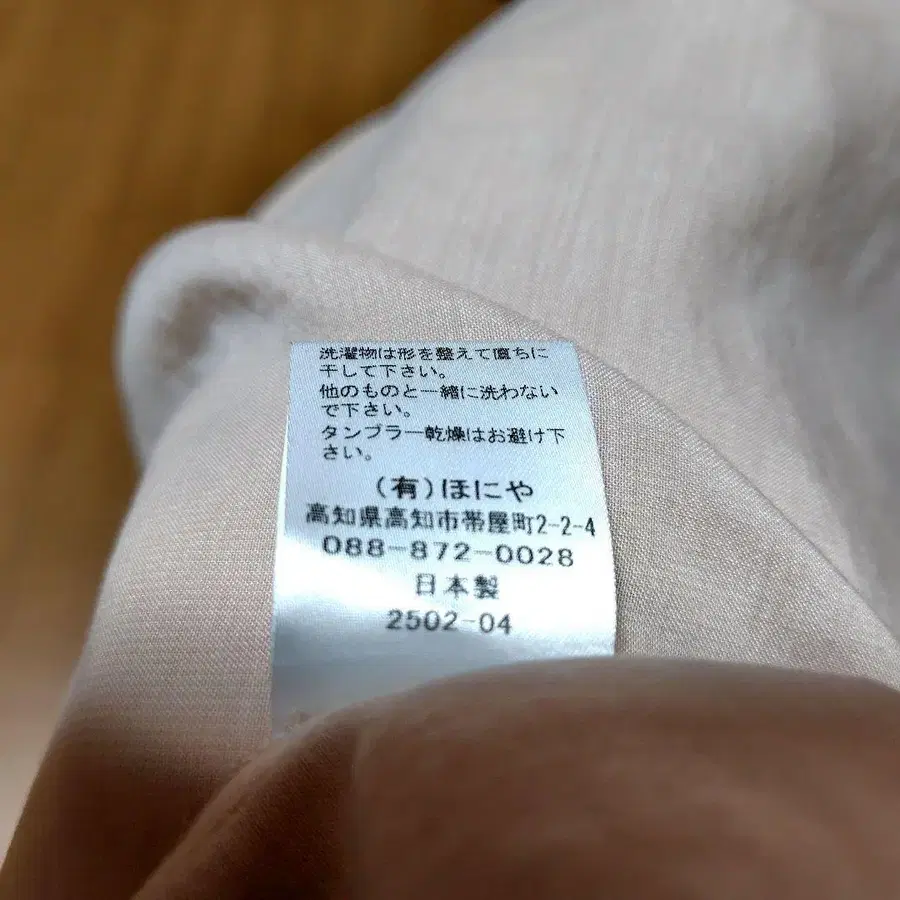 洗濯物は形を整えて直ちに
干して下さい。
他のものと一緒に洗わない
で下さい。
タンブラー乾燥はお避け下
さい。
(有)ほにや
高知県高知市帯屋町2-2-4
088-872-0028
日本製
2502-04